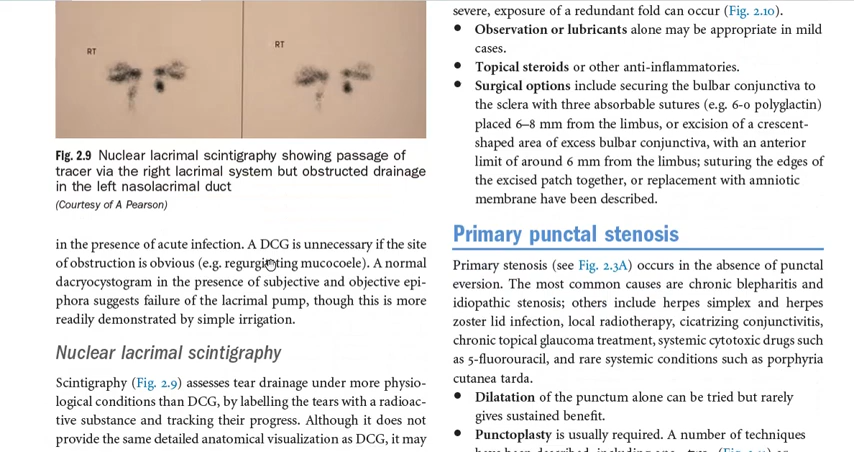 RT
RT
Fig. 2.9 Nuclear lacrimal scintigraphy showing passage of
tracer via the right lacrimal system but obstructed drainage
in the left nasolacrimal duct
(Courtesy of A Pearson)
in the presence of acute infection. A DCG is unnecessary if the site
of obstruction is obvious (e.g. regurgitating mucocoele). A normal
dacryocystogram in the presence of subjective and objective epi-
phora suggests failure of the lacrimal pump, though this is more
readily demonstrated by simple irrigation.
Nuclear lacrimal scintigraphy
Scintigraphy (Fig. 2.9) assesses tear drainage under more physio-
logical conditions than DCG, by labelling the tears with a radioac-
tive substance and tracking their progress. Although it does not
provide the same detailed anatomical visualization as DCG, it may
severe, exposure of a redundant fold can occur (Fig. 2.10).
• Observation or lubricants alone may be appropriate in mild
cases.
• Topical steroids or other anti-inflammatories.
• Surgical options include securing the bulbar conjunctiva to
the sclera with three absorbable sutures (e.g. 6-0 polyglactin)
placed 6–8 mm from the limbus, or excision of a crescent-
shaped area of excess bulbar conjunctiva, with an anterior
limit of around 6 mm from the limbus; suturing the edges of
the excised patch together, or replacement with amniotic
membrane have been described.
Primary punctal stenosis
Primary stenosis (see Fig. 2.3A) occurs in the absence of punctal
eversion. The most common causes are chronic blepharitis and
idiopathic stenosis; others include herpes simplex and herpes
zoster lid infection, local radiotherapy, cicatrizing conjunctivitis,
chronic topical glaucoma treatment, systemic cytotoxic drugs such
as 5-fluorouracil, and rare systemic conditions such as porphyria
cutanea tarda.
• Dilatation of the punctum alone can be tried but rarely
gives sustained benefit.
• Punctoplasty is usually required. A number of techniques
have been described, including one-